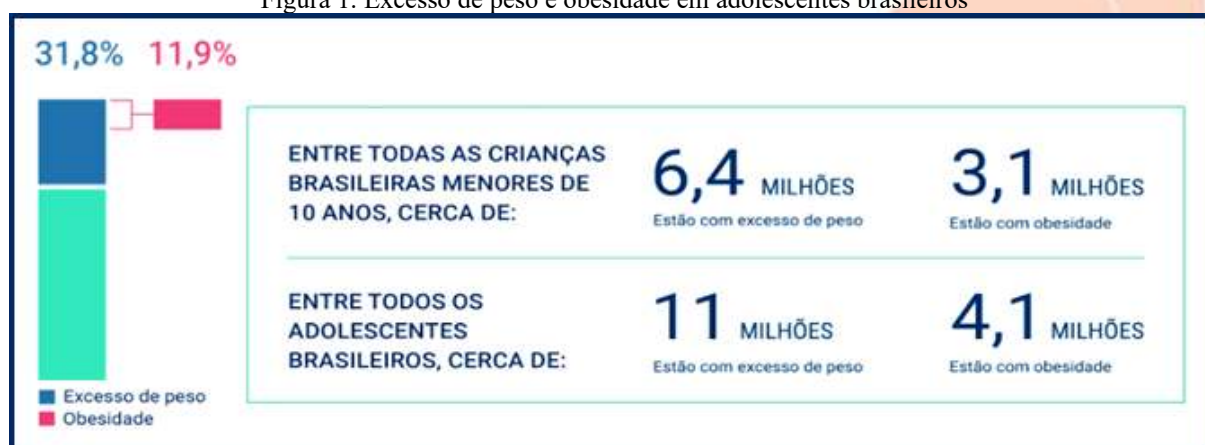 Figura 1: Excesso de peso e obesidade em adolescentes brasileiros
31,8% 11,9%
ENTRE TODAS AS CRIANÇAS
BRASILEIRAS MENORES DE
10 ANOS, CERCA DE:
6,4 MILHÕES
Estão com excesso de peso
3,1 MILHÕES
Estão com obesidade
ENTRE TODOS OS
ADOLESCENTES
BRASILEIROS, CERCA DE:
11 MILHÕES
Estão com excesso de peso
4,1 MILHÕES
Estão com obesidade
Excesso de peso
Obesidade